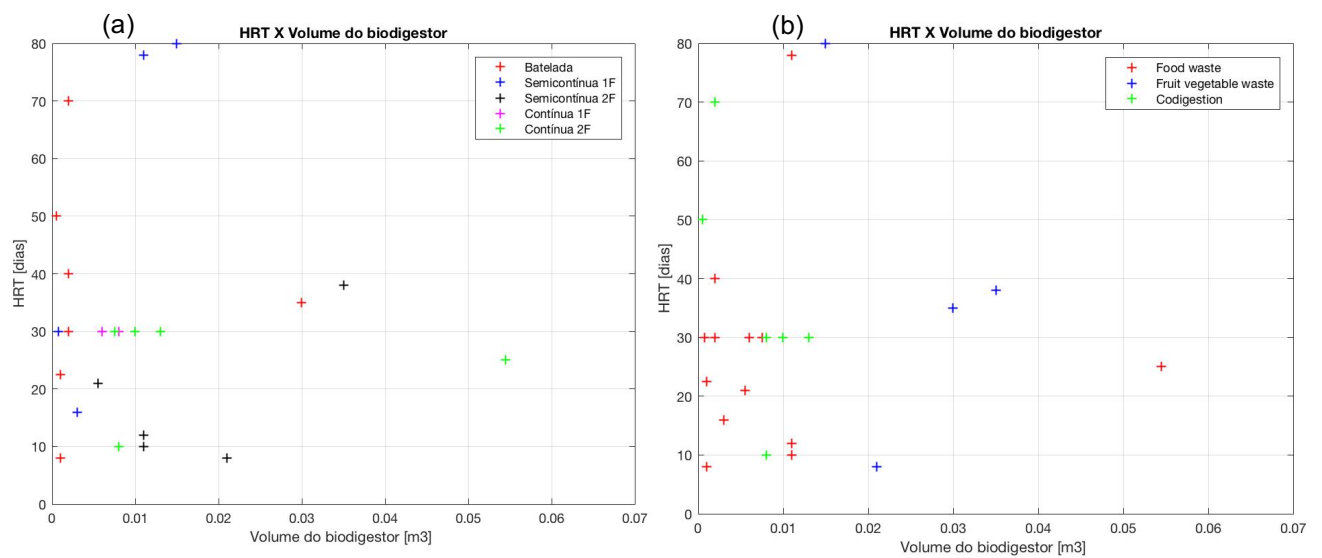 (a)
HRT X Volume do biodigestor
HRT [dias]
80
70
60
50
40
30
20
10
0
Batelada
Semicontínua 1F
Semicontínua 2F
Contínua 1F
Contínua 2F
0 0.01 0.02 0.03 0.04 0.05 0.06 0.07
Volume do biodigestor [m3]
(b)
HRT X Volume do biodigestor
HRT [dias]
80
70
60
50
40
30
20
10
0
Food waste
Fruit vegetable waste
Codigestion
0 0.01 0.02 0.03 0.04 0.05 0.06 0.07
Volume do biodigestor [m3]